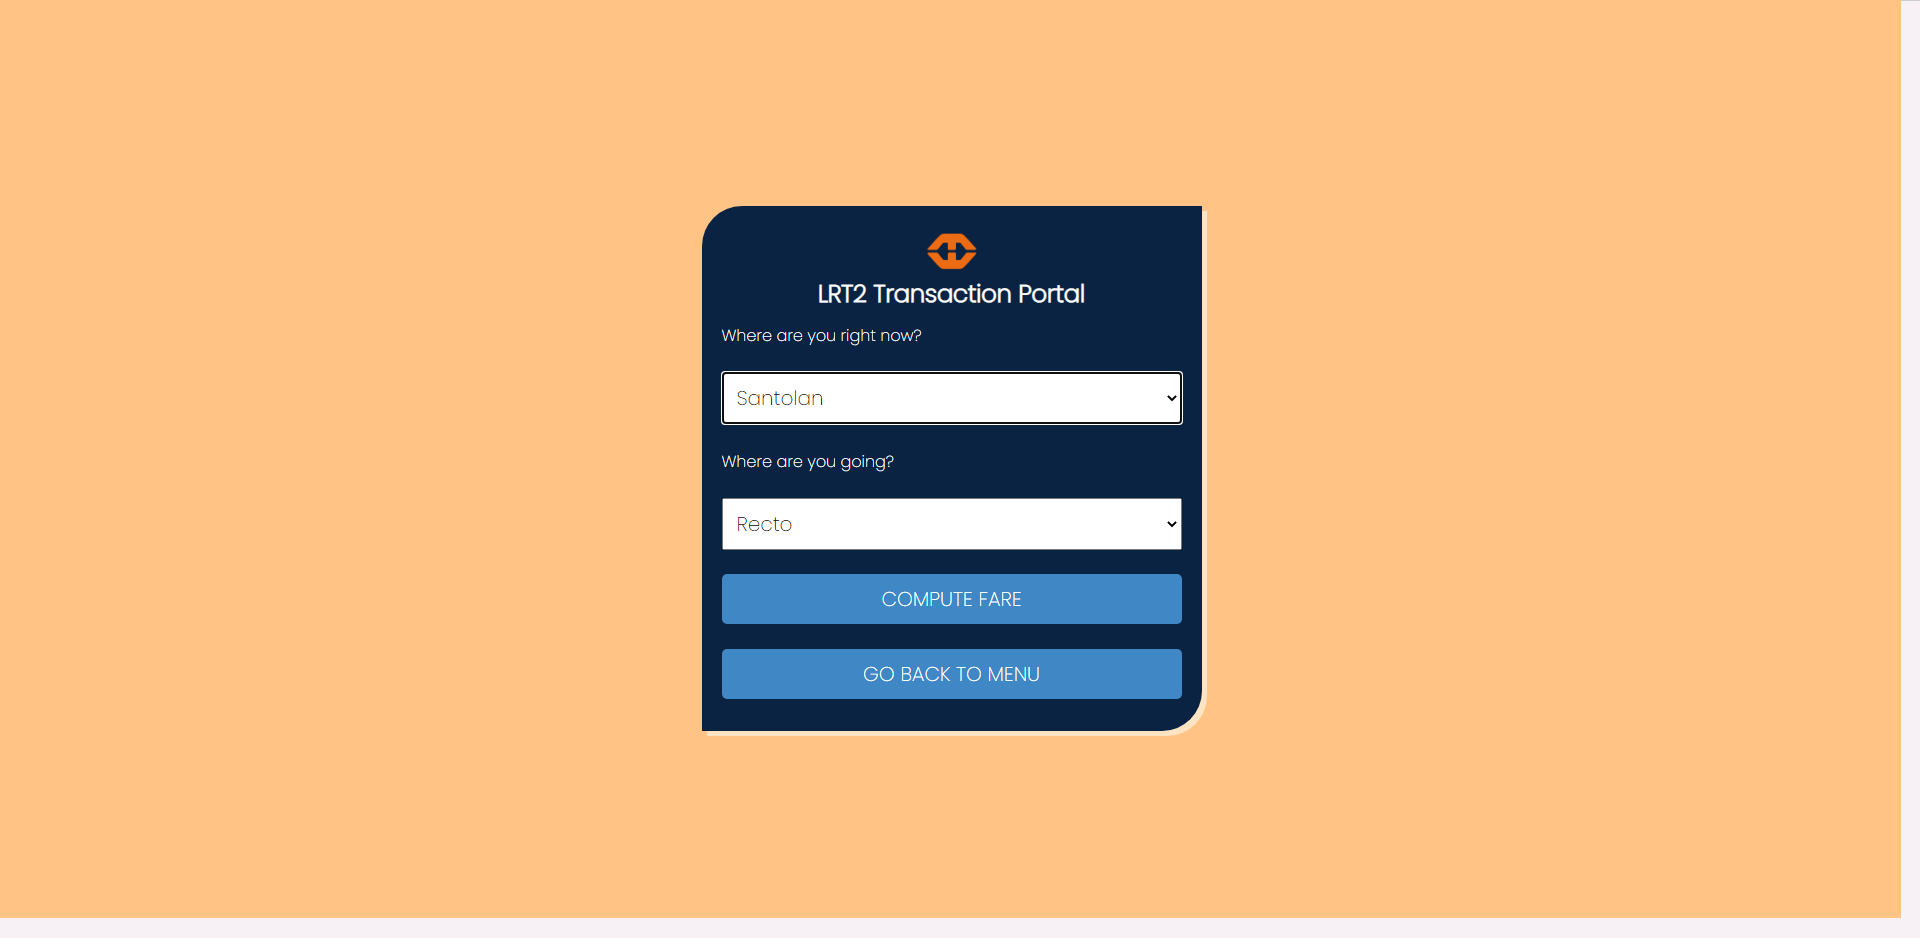 LRT2 Transaction Portal
Where are you right now?
Santolan
Where are you going?
Recto
COMPUTE FARE
GO BACK TO MENU